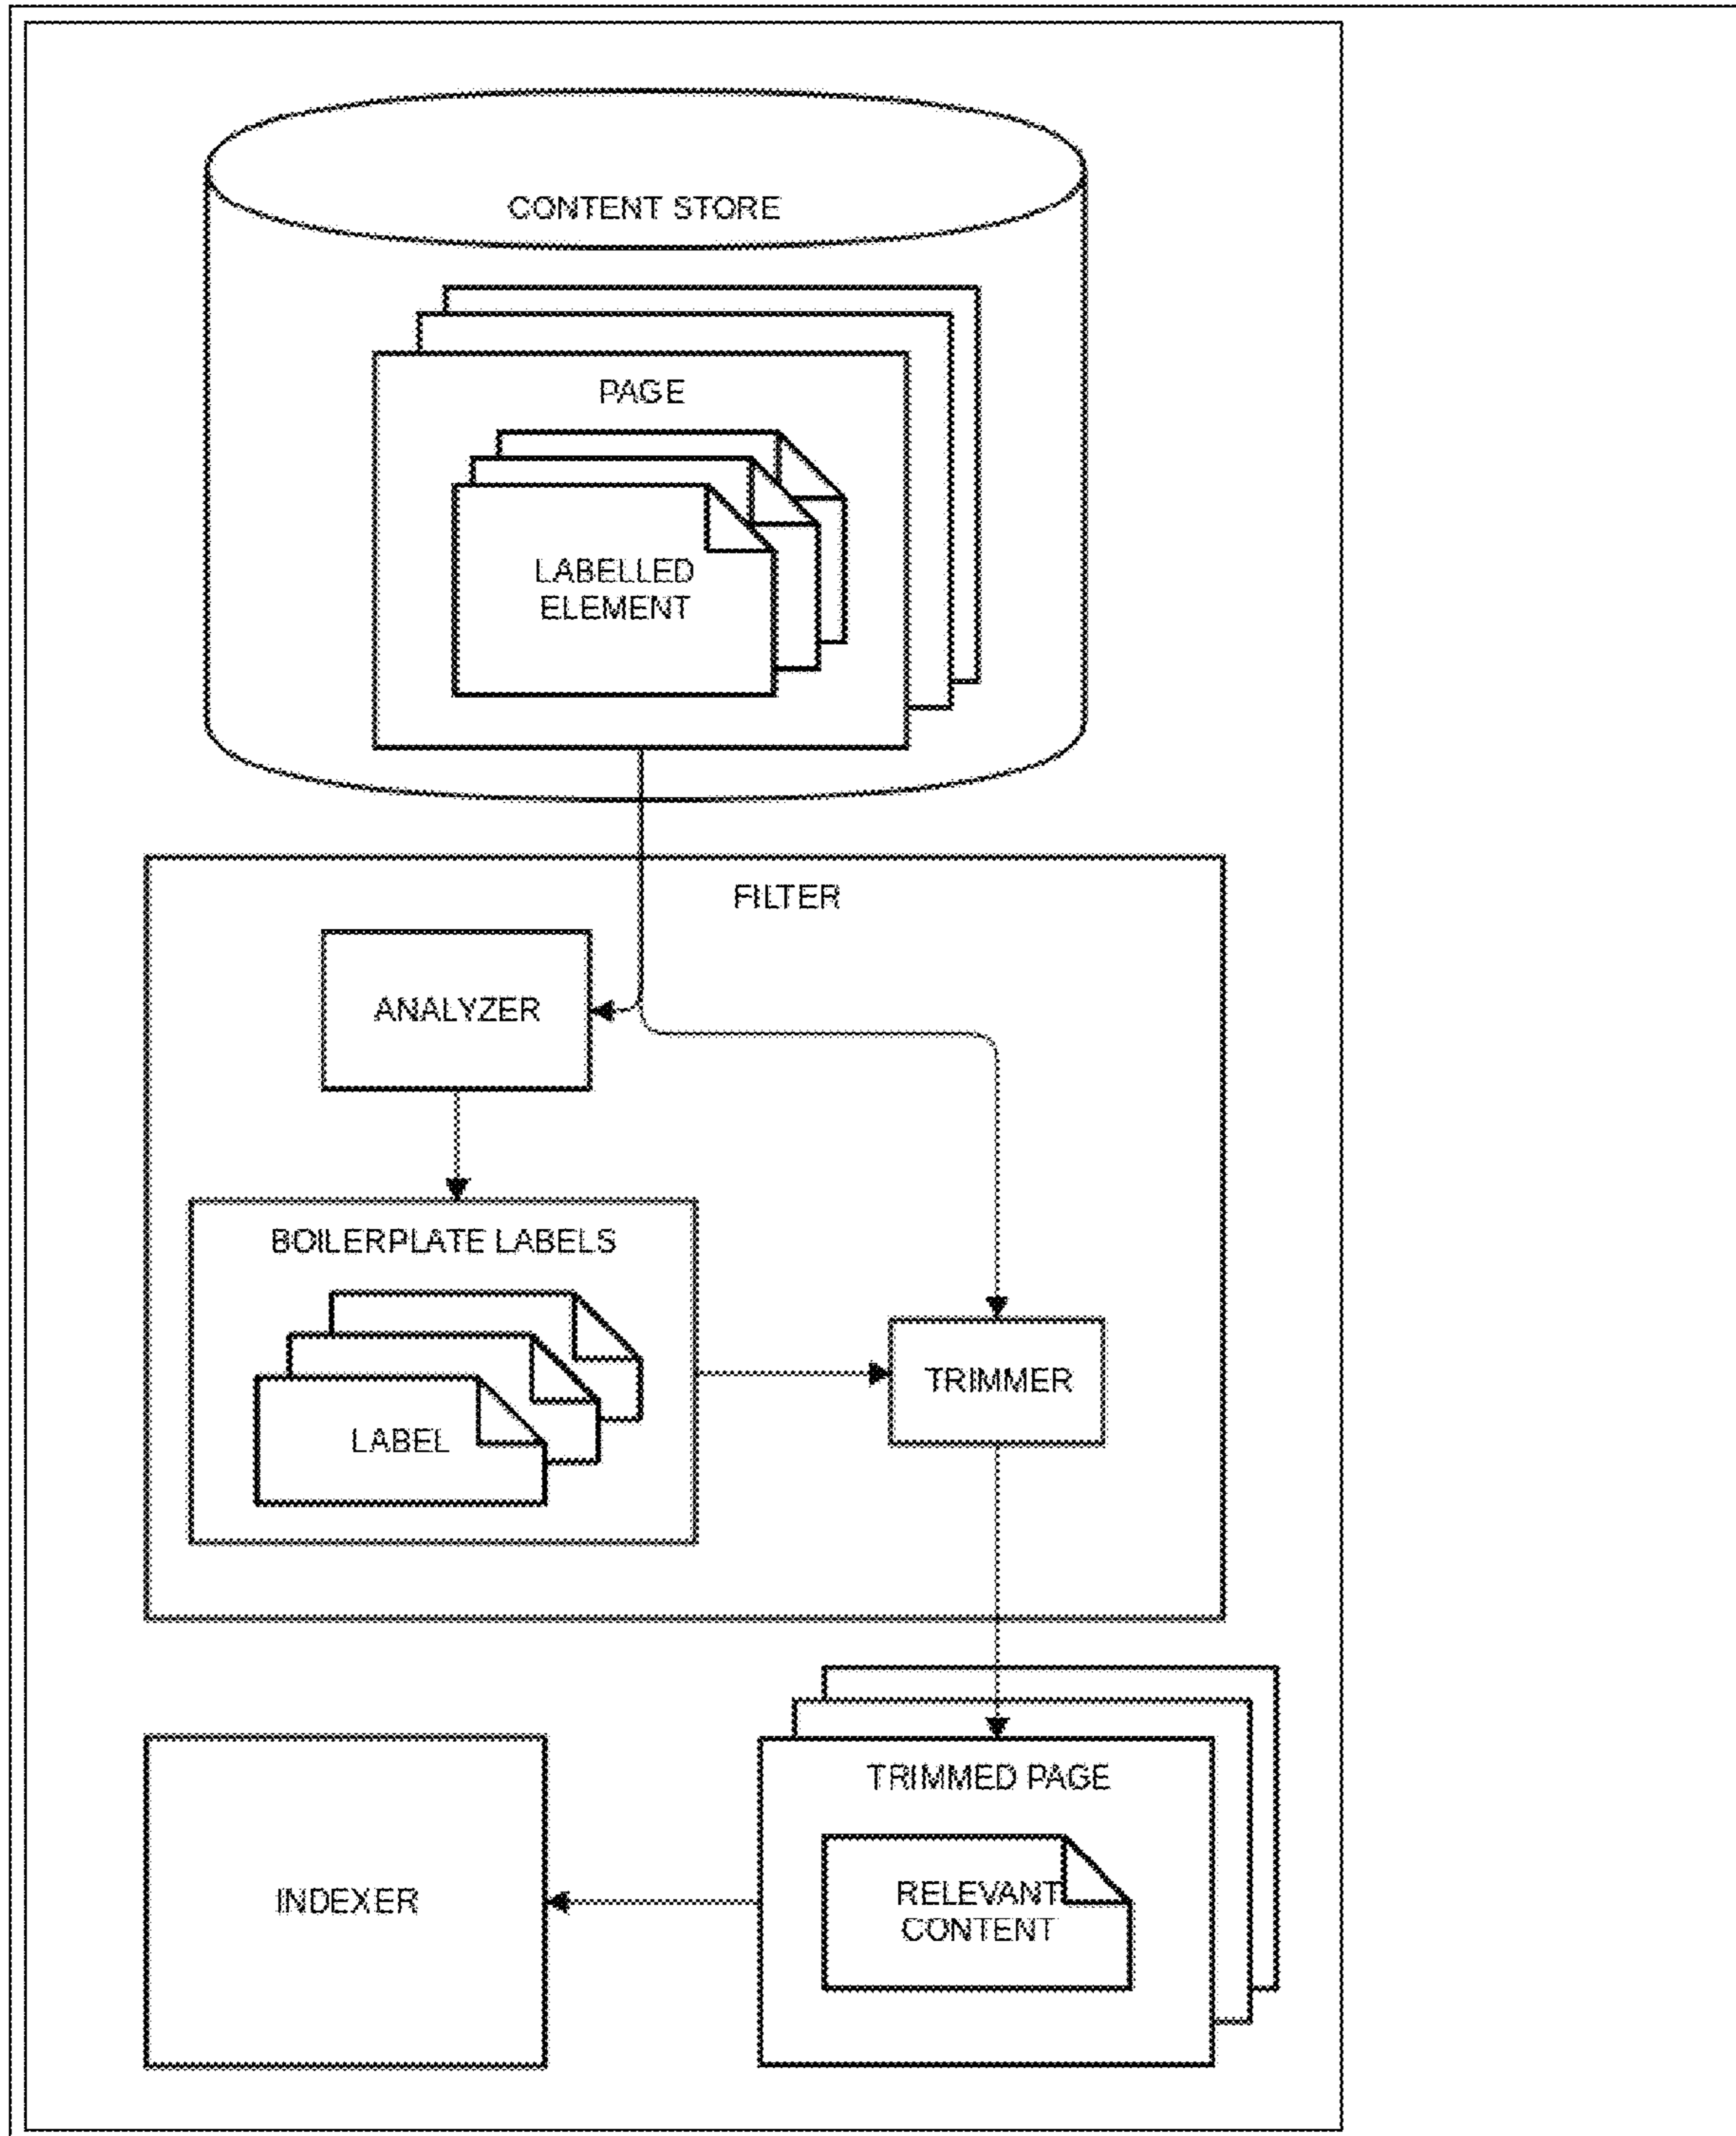 CONTENT STORE
PAGE
LABELLED
ELEMENT
FILTER
ANALYZER
BOILERPLATE LABELS
LABEL
TRIMMER
TRIMMED PAGE
RELEVANT
CONTENT
INDEXER